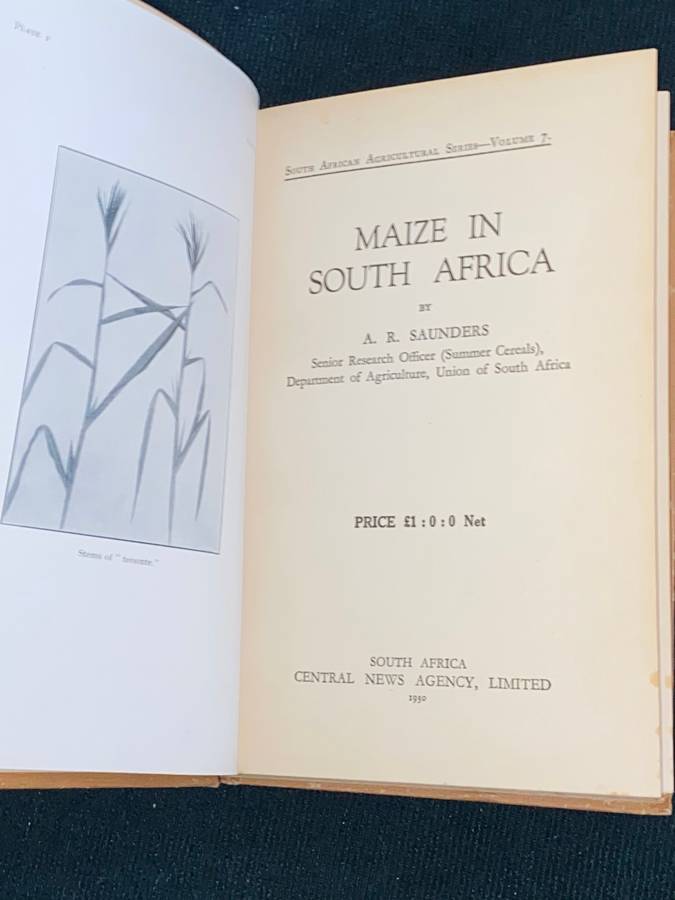 PLATE I
Stems of "teosinte."
SOUTH AFRICAN AGRICULTURAL SERIES—VOLUME 7.
MAIZE IN
SOUTH AFRICA
BY
A. R. SAUNDERS
Senior Research Officer (Summer Cereals),
Department of Agriculture, Union of South Africa
PRICE £1 : 0 : 0 Net
SOUTH AFRICA
CENTRAL NEWS AGENCY, LIMITED
1930